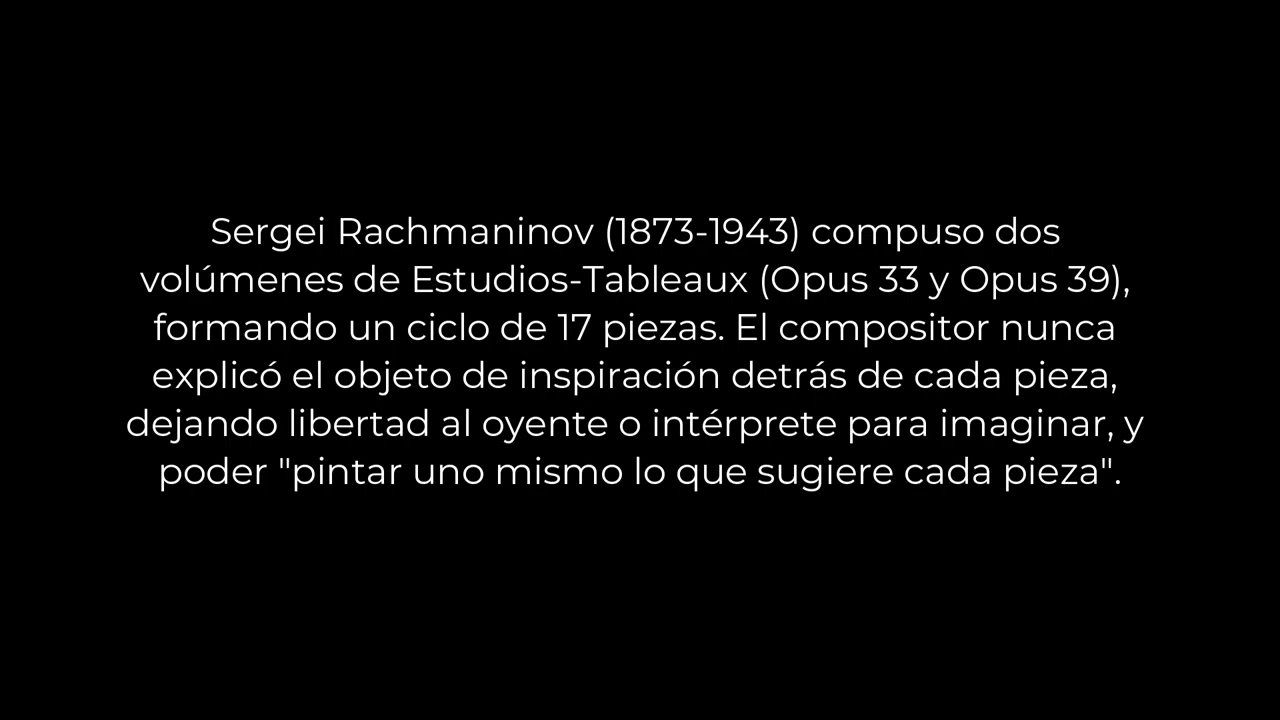 Sergei Rachmaninov (1873-1943) compuso dos
volúmenes de Estudios-Tableaux (Opus 33 y Opus 39),
formando un ciclo de 17 piezas. El compositor nunca
explicó el objeto de inspiración detrás de cada pieza,
dejando libertad al oyente o intérprete para imaginar, y
poder "pintar uno mismo lo que sugiere cada pieza".